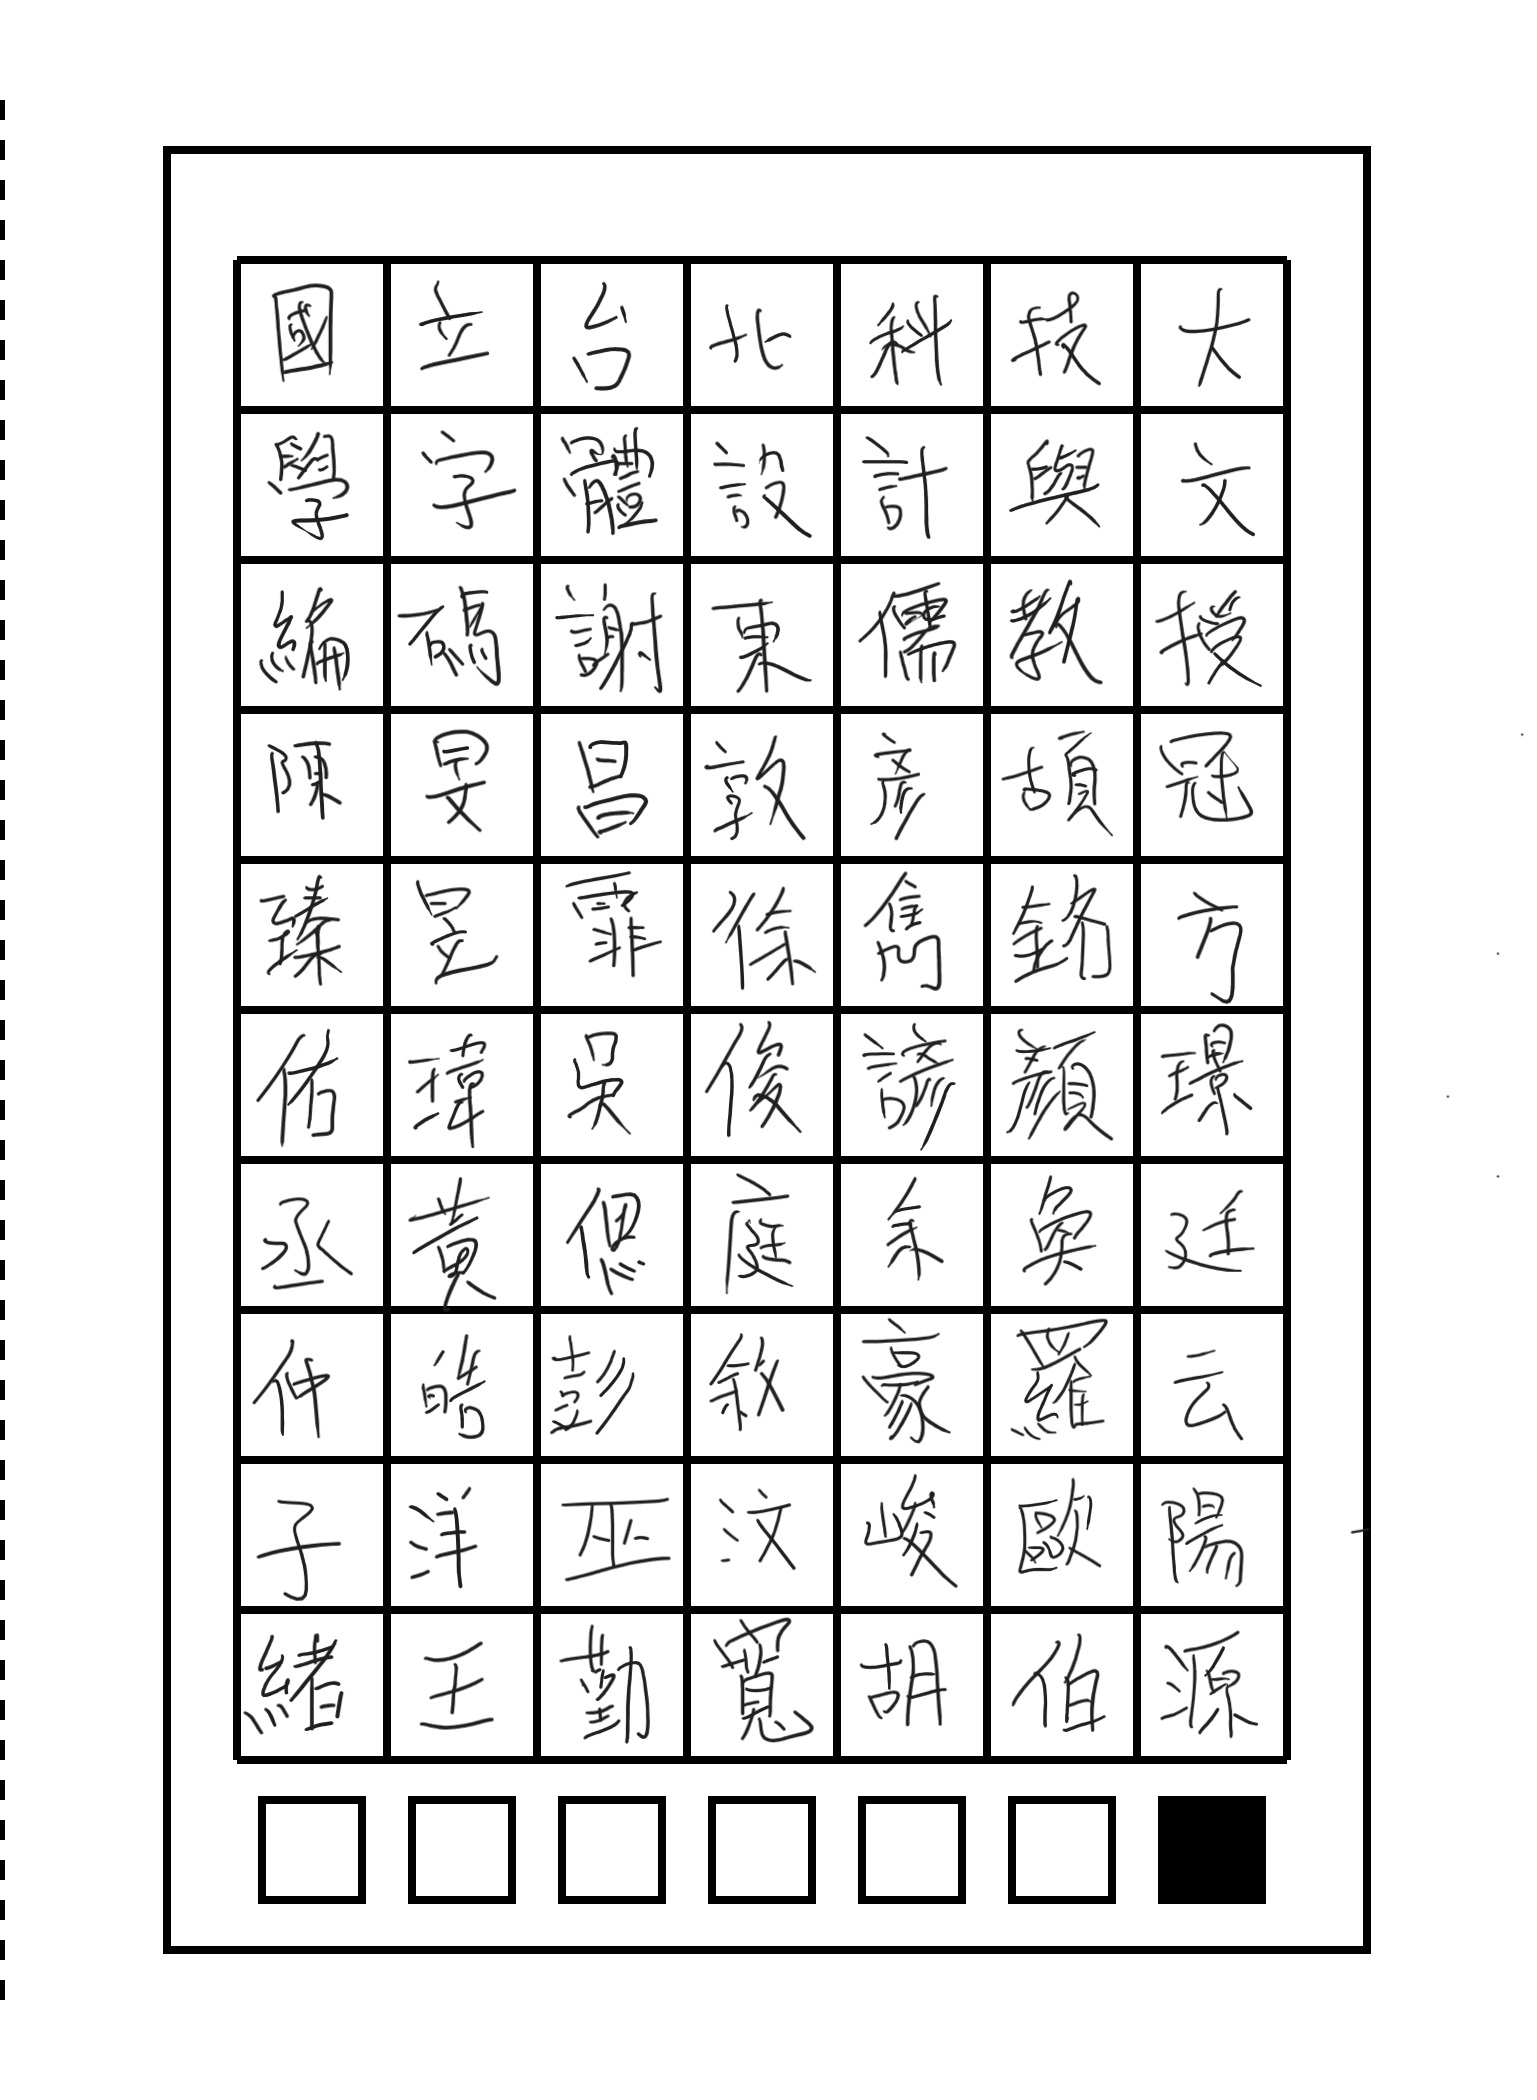 國立台北科技大
學字體設計與文
編碼謝東儒教授
陳旻昌敦彥頡冠
臻昱霏徐雋銘方
佑瑋吳俊諺顏璟
丞黃偲庭禾奐廷
仲皓彭敘豪羅云
子洋巫汶峻歐陽
緒王勤寬胡伯源